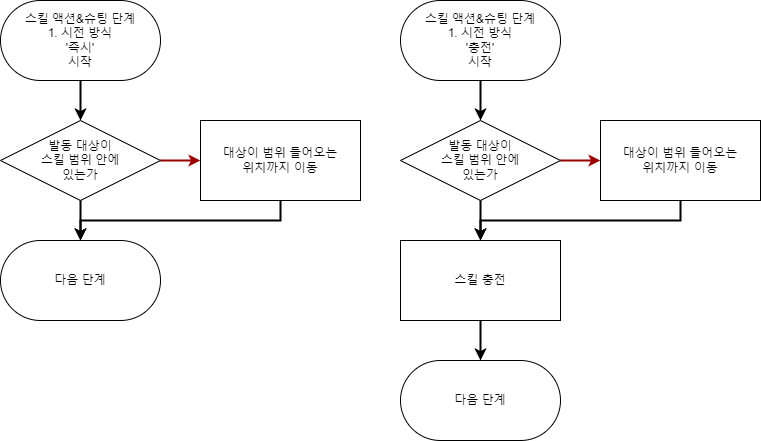 스킬 액션&슈팅 단계
1. 시전 방식
'즉시'
시작
발동 대상이
스킬 범위 안에
있는가
대상이 범위 들어오는
위치까지 이동
다음 단계
스킬 액션&슈팅 단계
1. 시전 방식
'충전'
시작
발동 대상이
스킬 범위 안에
있는가
대상이 범위 들어오는
위치까지 이동
스킬 충전
다음 단계